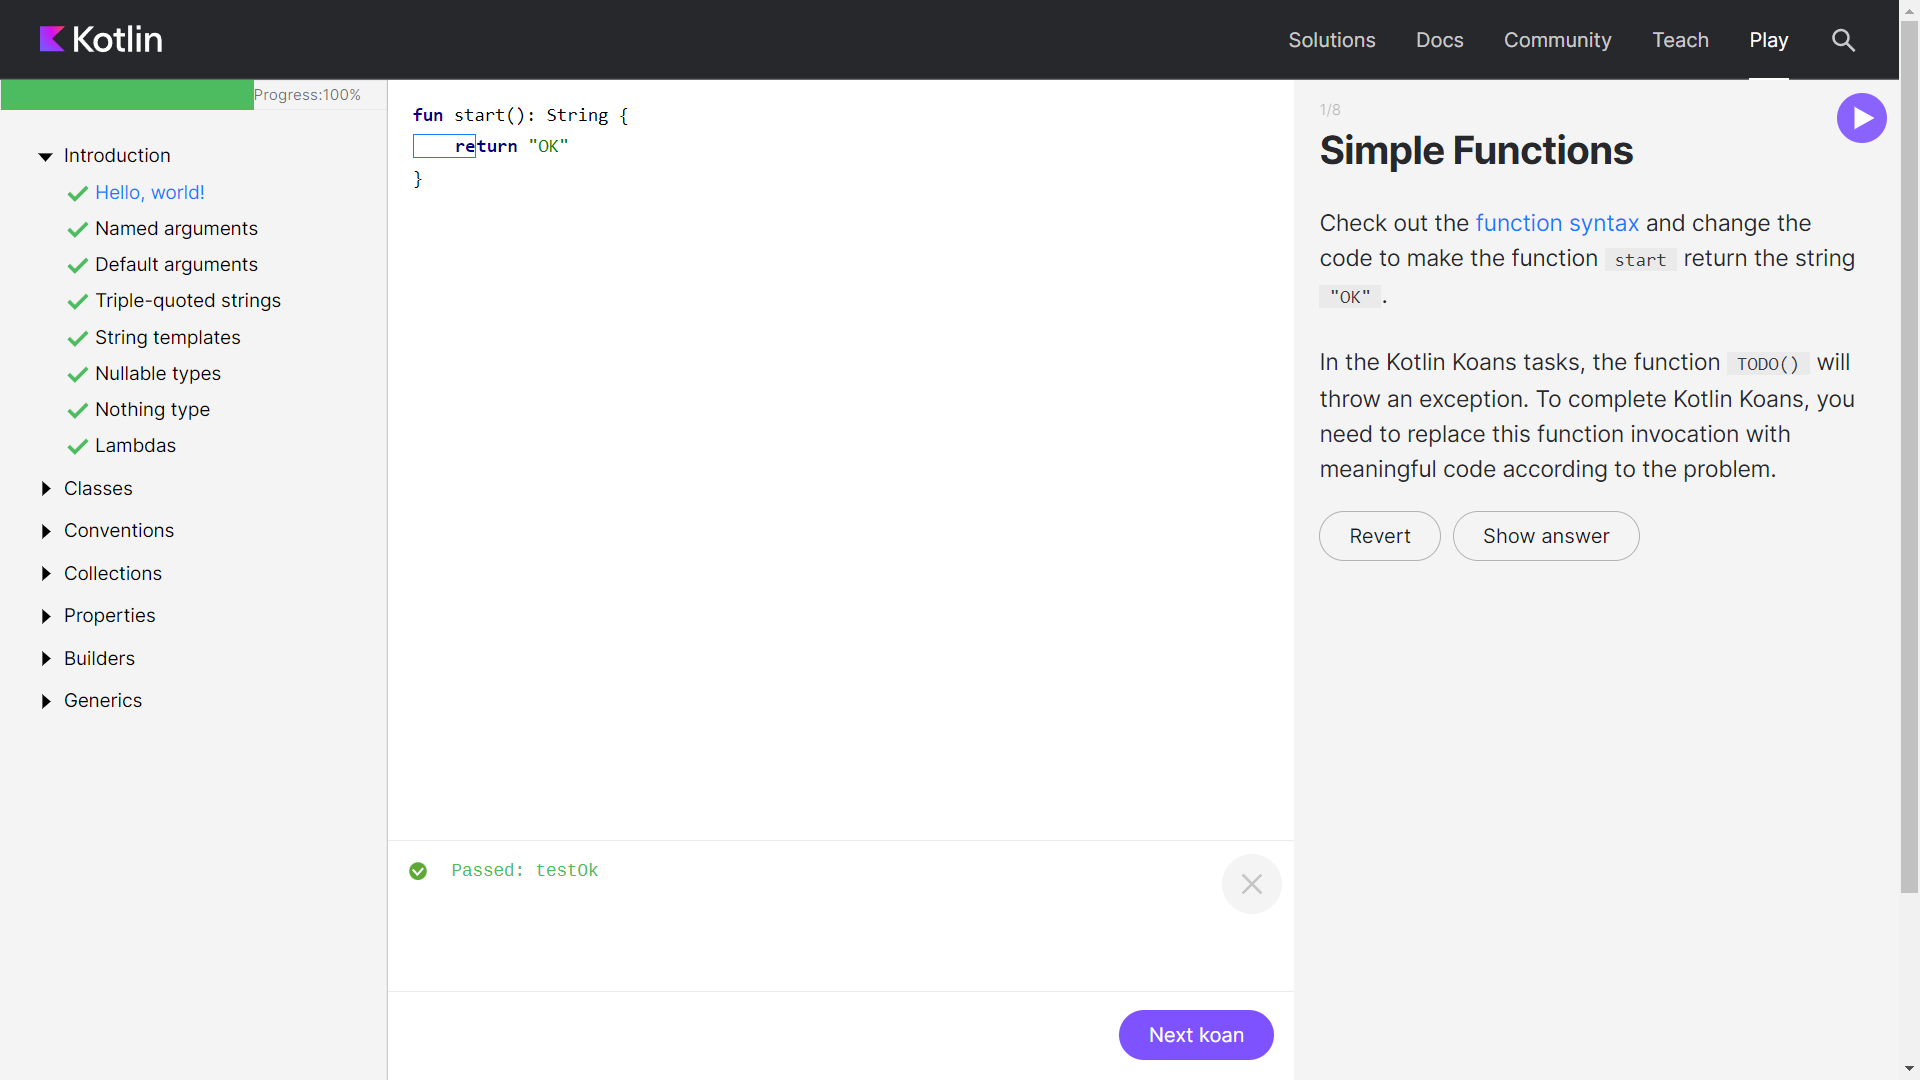 Kotlin
Solutions
Docs
Community
Teach
Play
Progress:100%
Introduction
Hello, world!
Named arguments
Default arguments
Triple-quoted strings
String templates
Nullable types
Nothing type
Lambdas
Classes
Conventions
Collections
Properties
Builders
Generics
fun start(): String {
    return "OK"
}
Passed: testOk
Next koan
1/8
Simple Functions
Check out the function syntax and change the
code to make the function start return the string
"OK" .
In the Kotlin Koans tasks, the function TODO() will
throw an exception. To complete Kotlin Koans, you
need to replace this function invocation with
meaningful code according to the problem.
Revert
Show answer